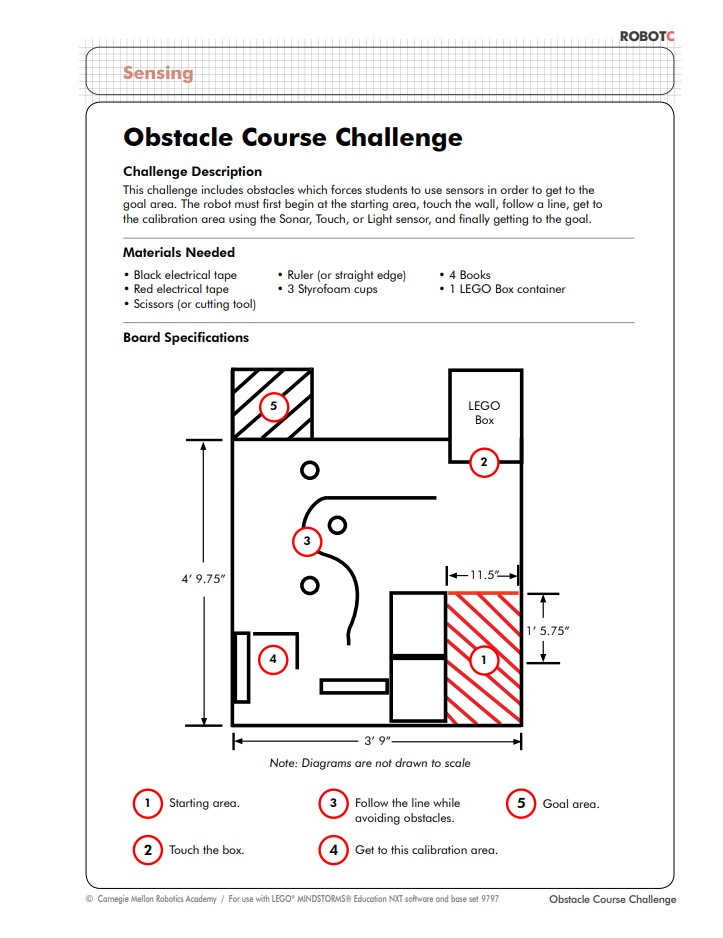 ROBOTC
Sensing
Obstacle Course Challenge
Challenge Description
This challenge includes obstacles which forces students to use sensors in order to get to the
goal area. The robot must first begin at the starting area, touch the wall, follow a line, get to
the calibration area using the Sonar, Touch, or Light sensor, and finally getting to the goal.
Materials Needed
• Black electrical tape
• Red electrical tape
• Scissors (or cutting tool)
• Ruler (or straight edge)
• 3 Styrofoam cups
• 4 Books
• 1 LEGO Box container
Board Specifications
5
LEGO
Box
2
3
4' 9.75"
11.5"
1' 5.75"
4
1
3' 9"
Note: Diagrams are not drawn to scale
1 Starting area.
2 Touch the box.
3 Follow the line while
avoiding obstacles.
4 Get to this calibration area.
5 Goal area.
© Carnegie Mellon Robotics Academy / For use with LEGO® MINDSTORMS® Education NXT software and base set 9797
Obstacle Course Challenge